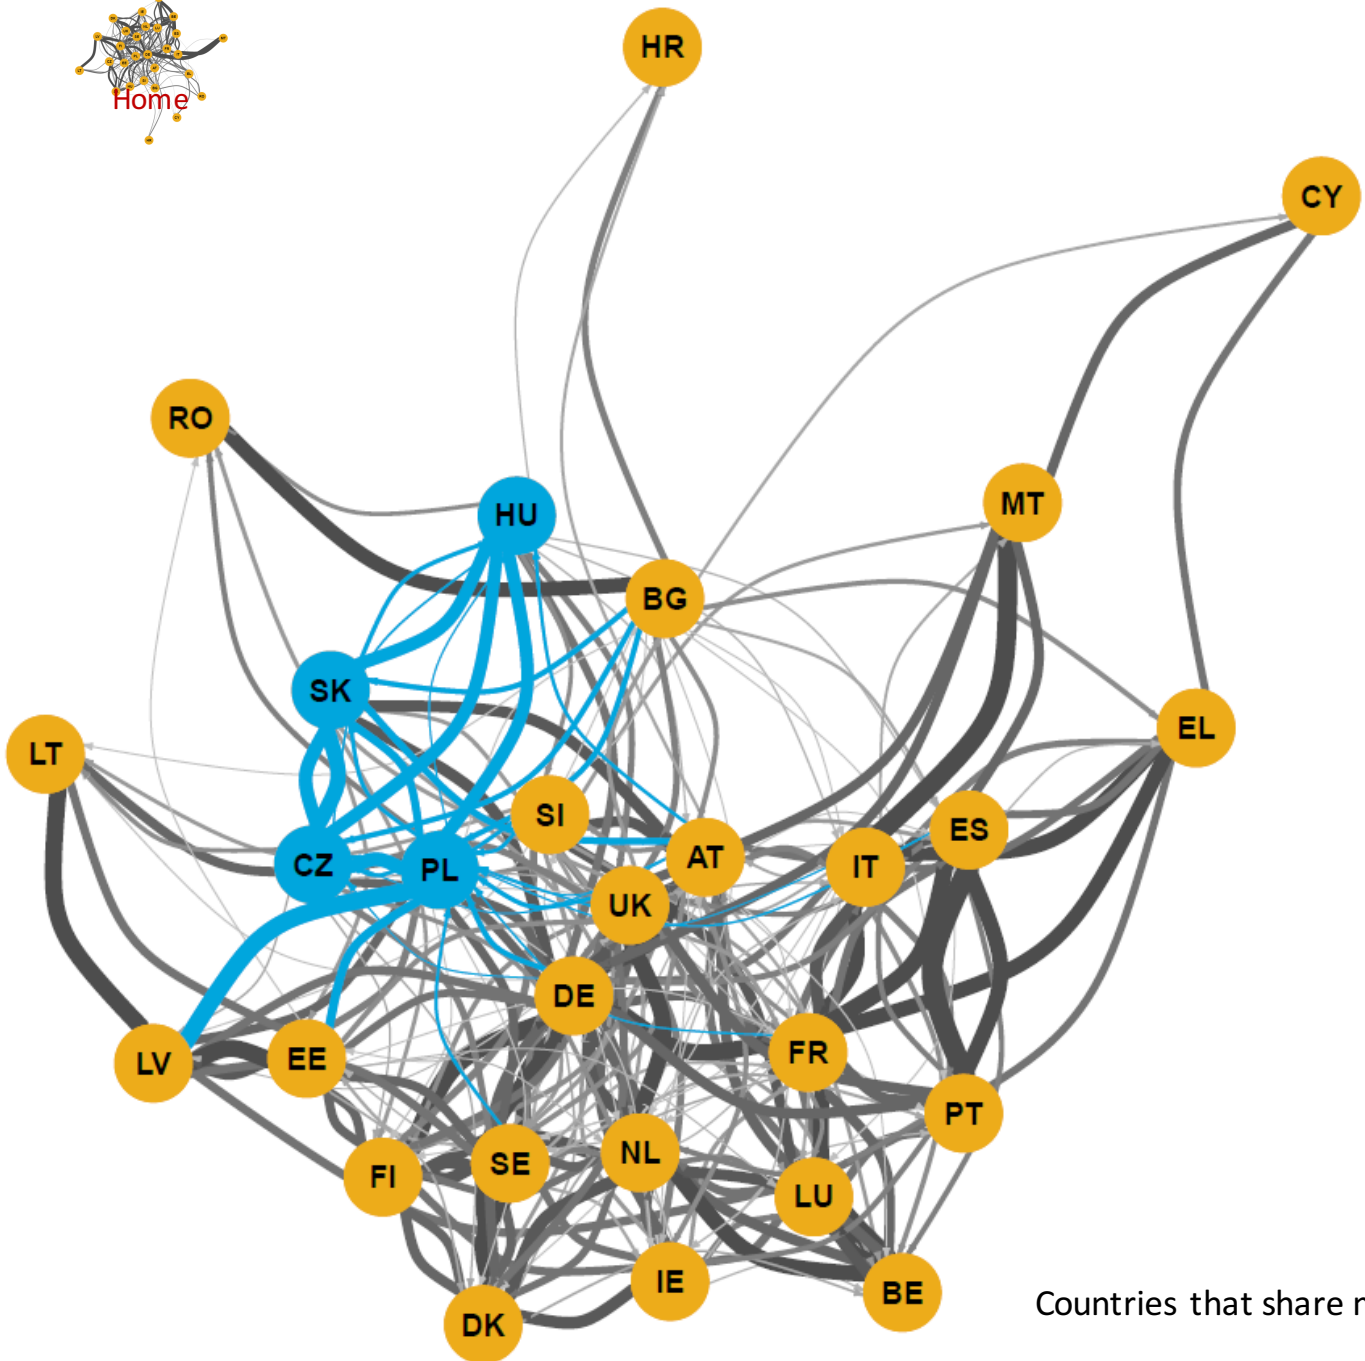 Home
HR
CY
RO
MT
HU
BG
SK
EL
LT
SI
ES
AT
IT
CZ
PL
UK
DE
FR
EE
LV
PT
NL
SE
FI
LU
IE
BE
DK
Countries that share